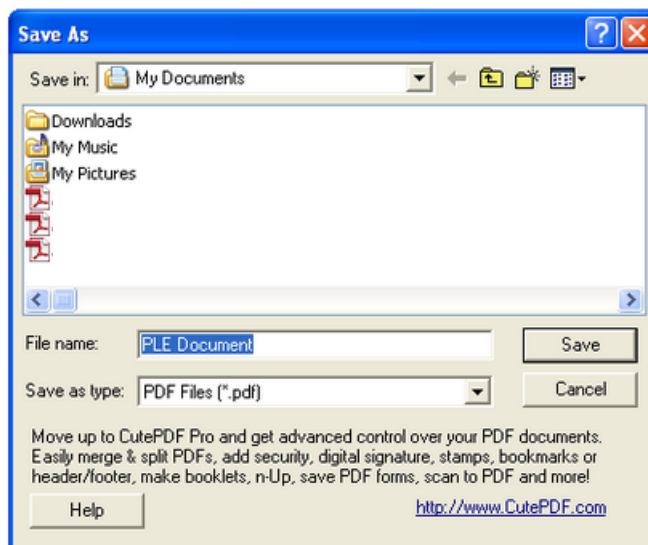 Save As
Save in: My Documents
Downloads
My Music
My Pictures
File name: PLE Document Save
Save as type: PDF Files (*.pdf) Cancel
Move up to CutePDF Pro and get advanced control over your PDF documents.
Easily merge & split PDFs, add security, digital signature, stamps, bookmarks or
header/footer, make booklets, n-Up, save PDF forms, scan to PDF and more!
Help http://www.CutePDF.com